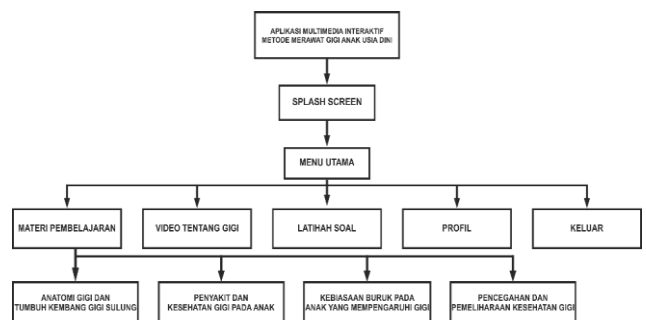 APLIKASI MULTIMEDIA INTERAKTIF
METODE MERAWAT GIGI ANAK USIA DINI
SPLASH SCREEN
MENU UTAMA
MATERI PEMBELAJARAN
VIDEO TENTANG GIGI
LATIHAH SOAL
PROFIL
KELUAR
ANATOMI GIGI DAN
TUMBUH KEMBANG GIGI SULUNG
PENYAKIT DAN
KESEHATAN GIGI PADA ANAK
KEBIASAAN BURUK PADA
ANAK YANG MEMPENGARUHI GIGI
PENCEGAHAN DAN
PEMELIHARAAN KESEHATAN GIGI